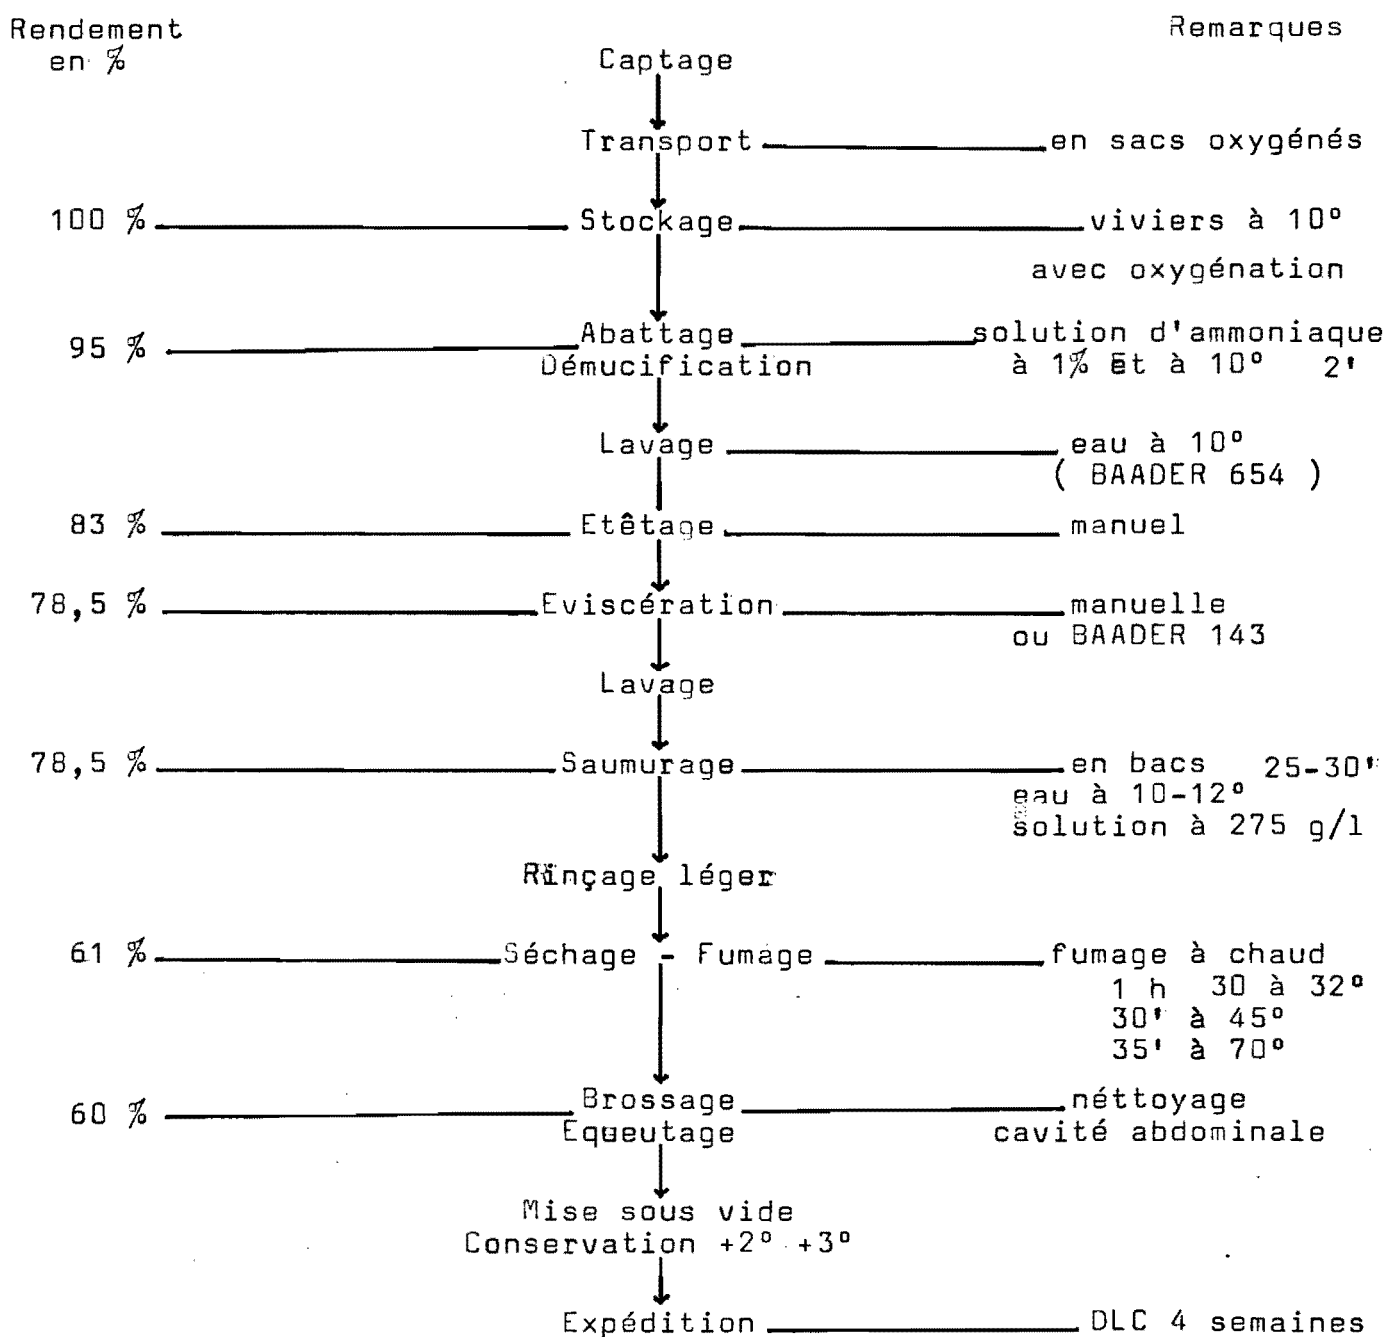 Rendement Remarques
en %
Captage
Transport en sacs oxygénés
100 % Stockage viviers à 10°
avec oxygénation
95 % Abattage solution d'ammoniaque
Démucification à 1% et à 10° 2'
Lavage eau à 10°
( BAADER 654 )
83 % Etêtage manuel
78,5 % Eviscération manuelle
ou BAADER 143
Lavage
78,5 % Saumurage en bacs 25-30'
eau à 10-12°
solution à 275 g/l
Rinçage léger
61 % Séchage - Fumage fumage à chaud
1 h 30 à 32°
30' à 45°
35' à 70°
60 % Brossage néttoyage
Equeutage cavité abdominale
Mise sous vide
Conservation +2° +3°
Expédition DLC 4 semaines